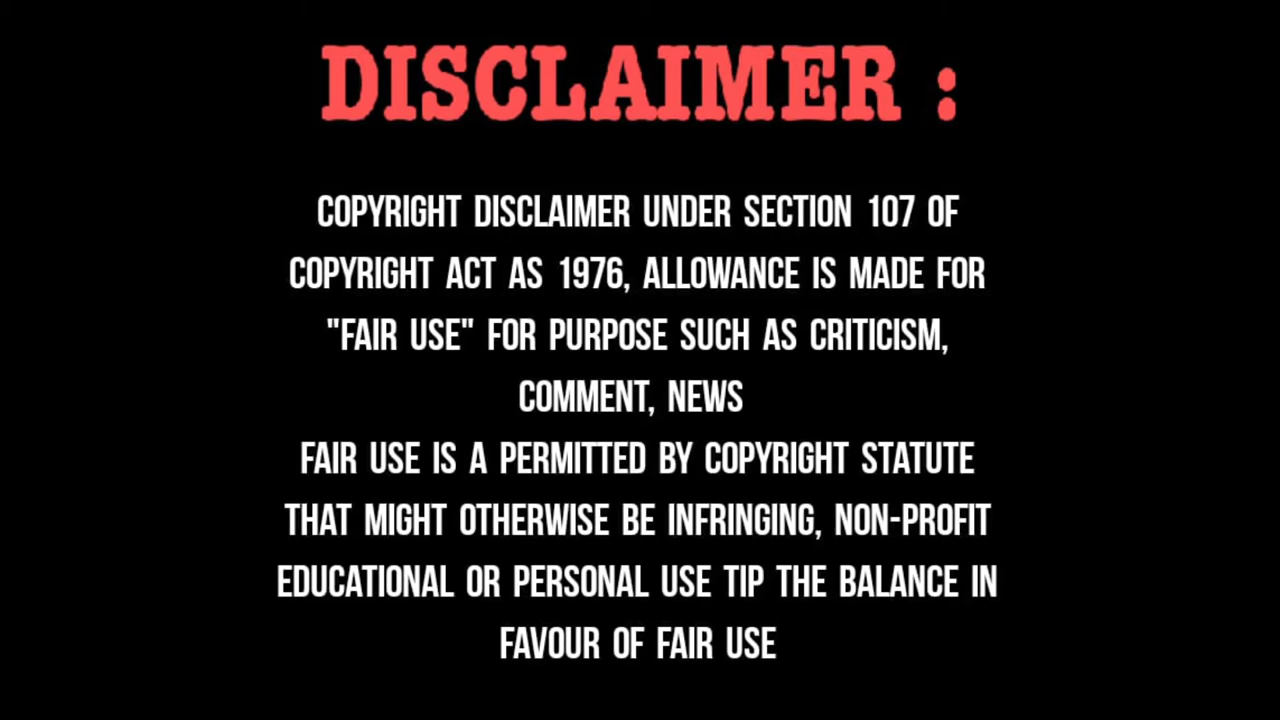 DISCLAIMER :
COPYRIGHT DISCLAIMER UNDER SECTION 107 OF
COPYRIGHT ACT AS 1976, ALLOWANCE IS MADE FOR
"FAIR USE" FOR PURPOSE SUCH AS CRITICISM,
COMMENT, NEWS
FAIR USE IS A PERMITTED BY COPYRIGHT STATUTE
THAT MIGHT OTHERWISE BE INFRINGING, NON-PROFIT
EDUCATIONAL OR PERSONAL USE TIP THE BALANCE IN
FAVOUR OF FAIR USE